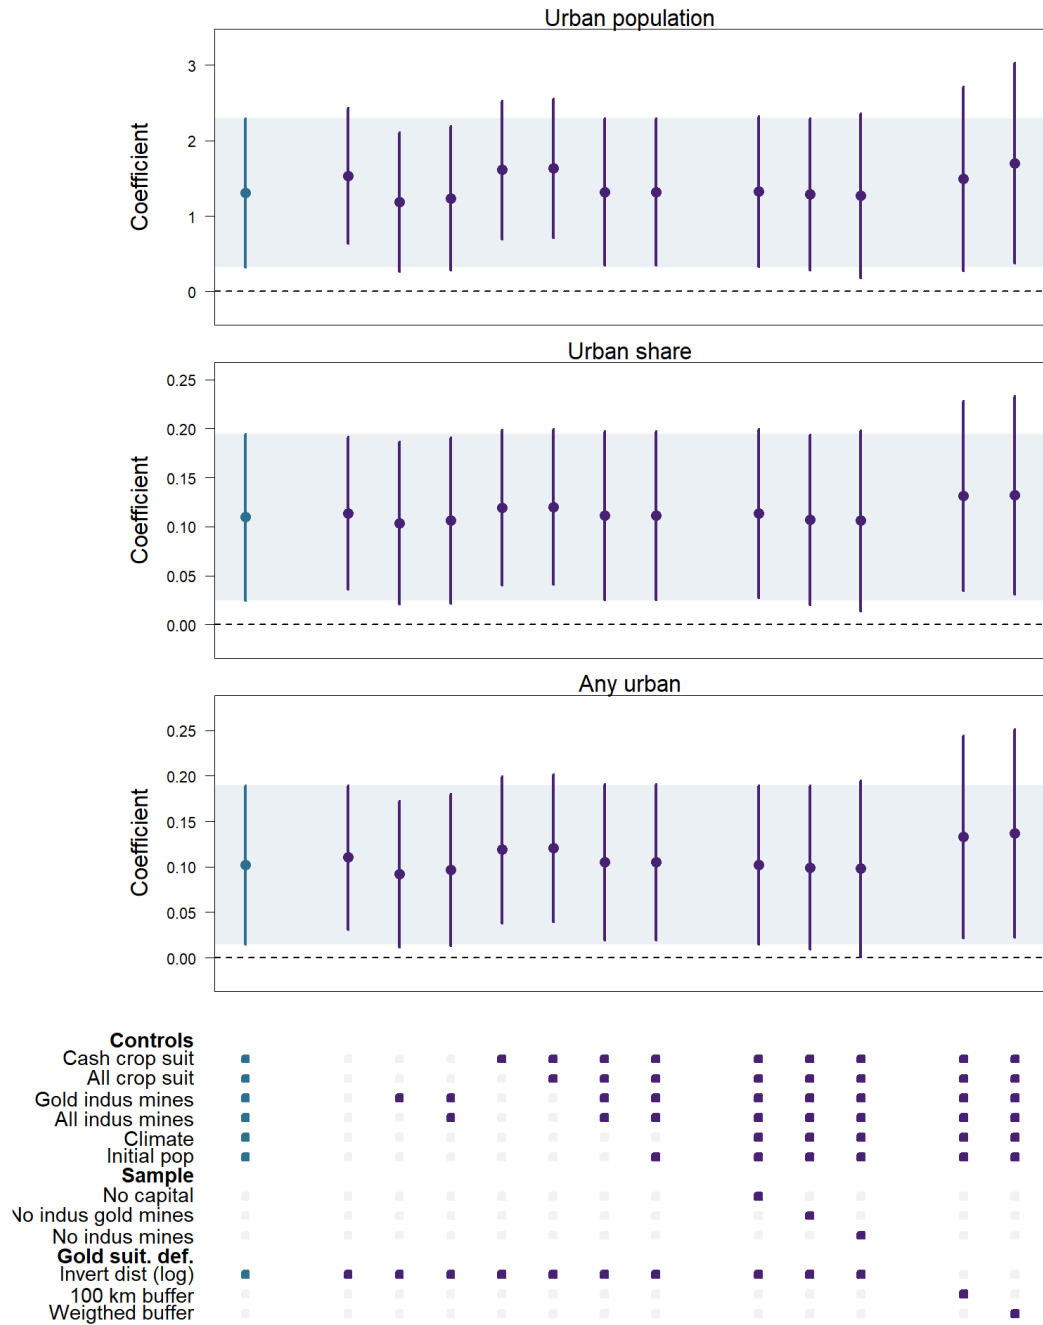 Urban population
Coefficient
3
2
1
0
Urban share
Coefficient
0.25
0.20
0.15
0.10
0.05
0.00
Any urban
Coefficient
0.25
0.20
0.15
0.10
0.05
0.00
Controls
Cash crop suit
All crop suit
Gold indus mines
All indus mines
Climate
Initial pop
Sample
No capital
No indus gold mines
No indus mines
Gold suit. def.
Invert dist (log)
100 km buffer
Weigthed buffer